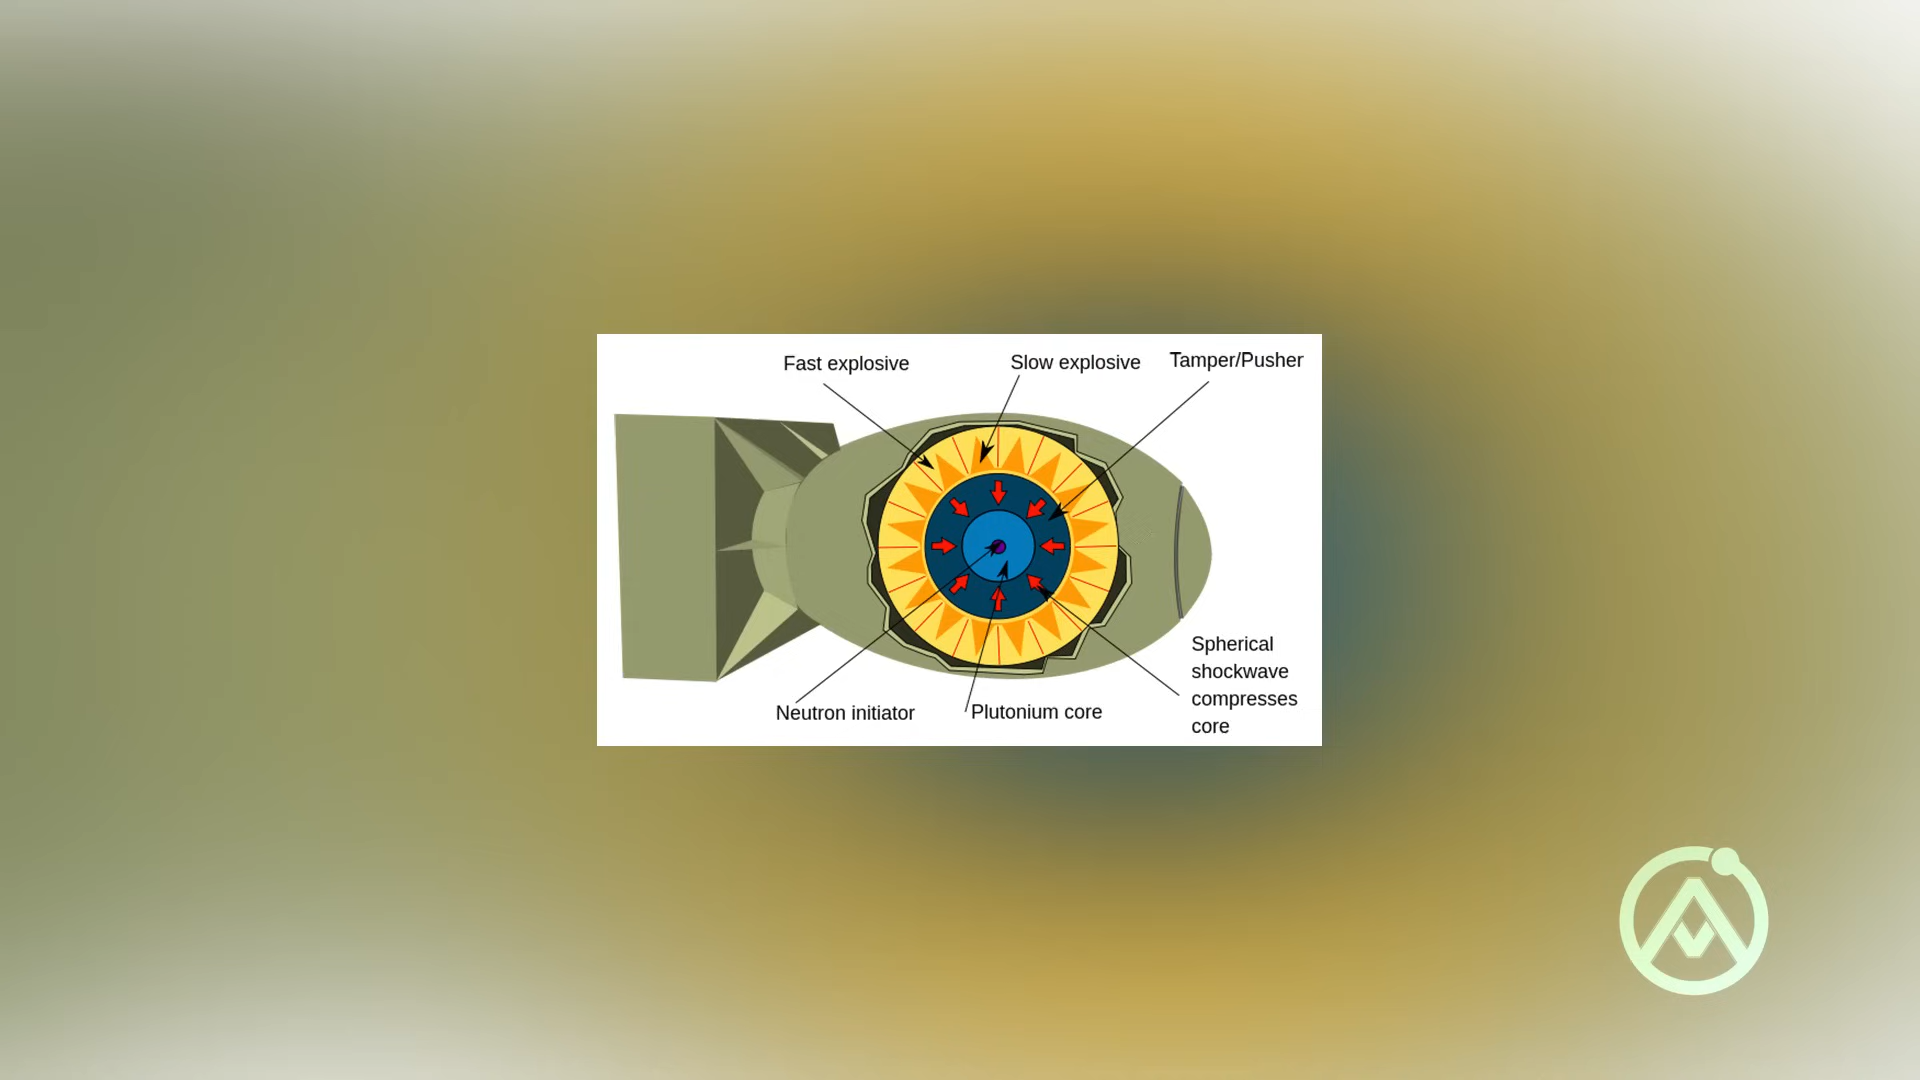 Fast explosive
Slow explosive
Tamper/Pusher
Neutron initiator
Plutonium core
Spherical
shockwave
compresses
core